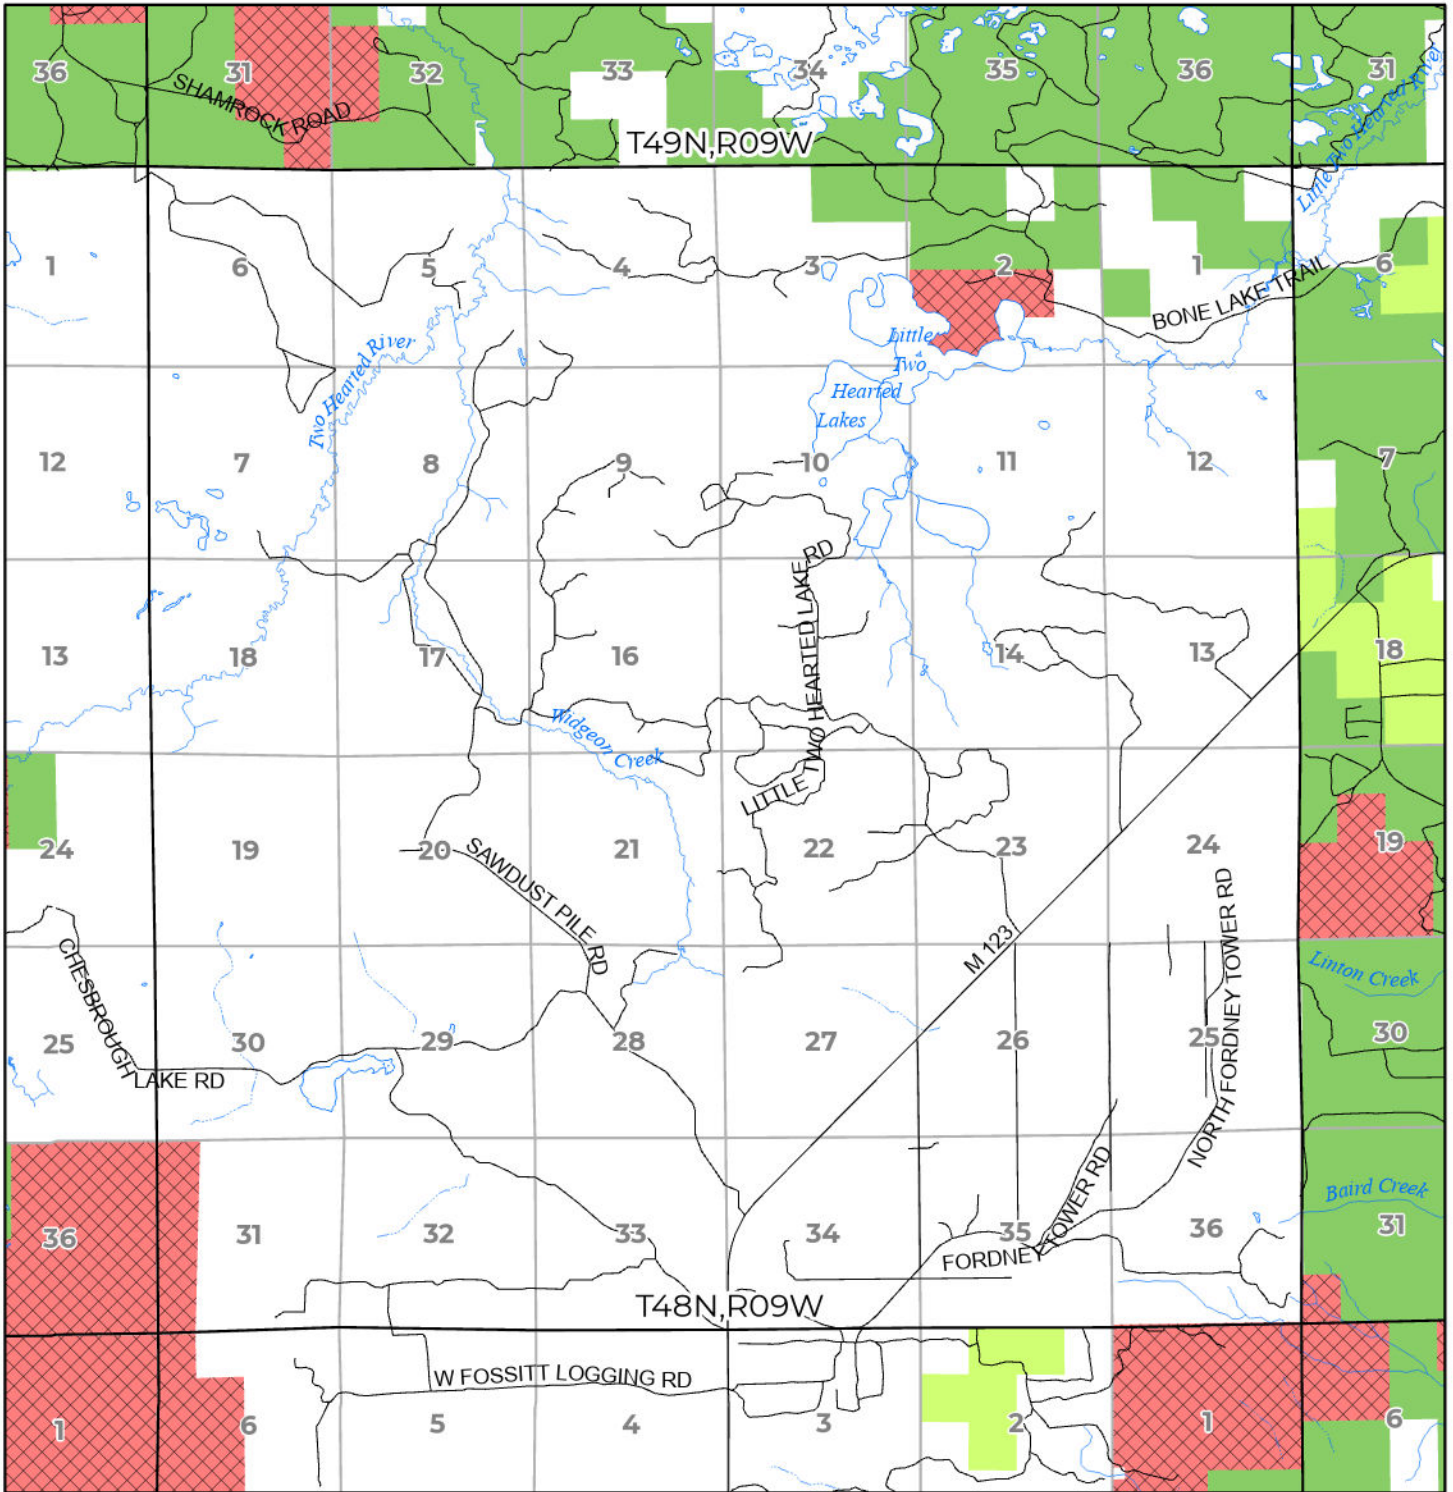 36 31 32 33 34 35 36 31
SHAMROCK ROAD
T49N,R09W
Little Two Hearted River
1 6 5 4 3 2 1 6
BONE LAKE TRAIL
Two Hearted River
Little
Two
Hearted
Lakes
12 7 8 9 10 11 12 7
LITTLE TWO HEARTED LAKE RD
13 18 17 16 14 13 18
Widgeon Creek
24 19 20 21 22 23 24 19
SAWDUST PILE RD
M 123
NORTH FORDNEY TOWER RD
Linton Creek
CHESBROUGH LAKE RD
25 30 29 28 27 26 25 30
Baird Creek
36 31 32 33 34 35 36 31
FORDNEY TOWER RD
T48N,R09W
W FOSSITT LOGGING RD
1 6 5 4 3 2 1 6